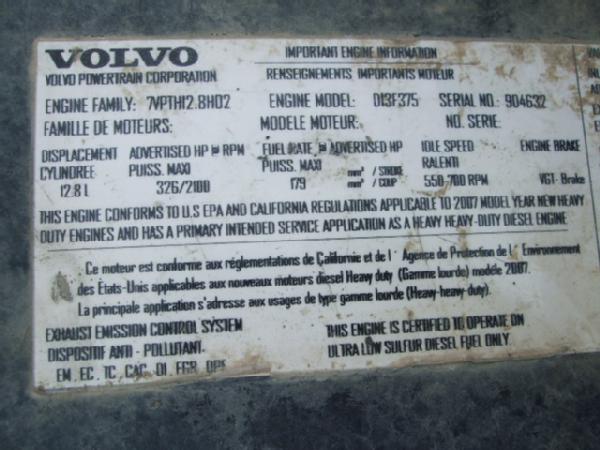 VOLVO
IMPORTANT ENGINE INFORMATION
VOLVO POWERTRAIN CORPORATION
RENSEIGNEMENTS IMPORTANTS MOTEUR
ENGINE FAMILY: 7VPTH12.8H02 ENGINE MODEL: D13F375 SERIAL NO.: 904632
FAMILLE DE MOTEURS: MODELE MOTEUR: NO. SERIE:
DISPLACEMENT ADVERTISED HP @ RPM FUEL RATE @ ADVERTISED HP IDLE SPEED ENGINE BRAKE
CYLINDREE PUISS. MAXI PUISS. MAXI mm³ / STROKE RALENTI
12.8 L 326/2100 179 mm³ / COUP 550-700 RPM VGT- Brake
THIS ENGINE CONFORMS TO U.S EPA AND CALIFORNIA REGULATIONS APPLICABLE TO 2007 MODEL YEAR NEW HEAVY
DUTY ENGINES AND HAS A PRIMARY INTENDED SERVICE APPLICATION AS A HEAVY HEAVY-DUTY DIESEL ENGINE
Ce moteur est conforme aux réglementations de Californie et de l' Agence de Protection de l' Environement
des États-Unis applicables aux nouveaux moteurs diesel Heavy duty (Gamme lourde) modèle 2007.
La principale application s'adresse aux usages de type gamme lourde (Heavy-heavy-duty).
EXHAUST EMISSION CONTROL SYSTEM
DISPOSITIF ANTI - POLLUTANT.
EM , EC, TC, CAC, DI, EGR, DPF
THIS ENGINE IS CERTIFIED TO OPERATE ON
ULTRA LOW SULFUR DIESEL FUEL ONLY